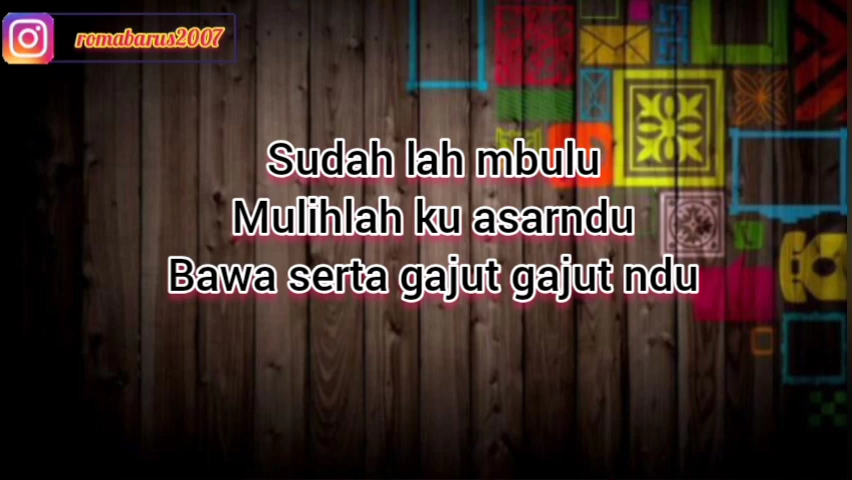 romabarus2007
Sudah lah mbulu
Mulihlah ku asarndu
Bawa serta gajut gajut ndu